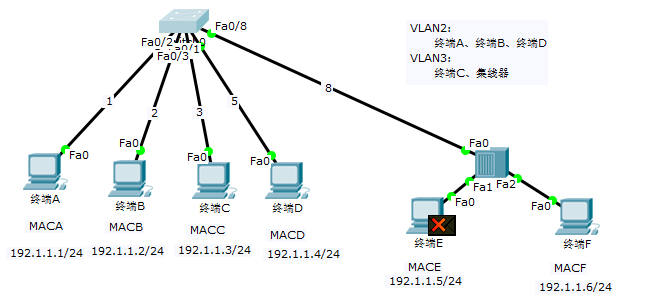 VLAN2：
终端A、终端B、终端D
VLAN3：
终端C、集线器
Fa0/8
Fa0/2
Fa0/1
Fa0/3
1
2
3
5
8
Fa0
Fa0
Fa0
Fa0
Fa0
Fa1
Fa2
Fa0
Fa0
终端A
终端B
终端C
终端D
终端E
终端F
MACA
MACB
MACC
MACD
MACE
MACF
192.1.1.1/24
192.1.1.2/24
192.1.1.3/24
192.1.1.4/24
192.1.1.5/24
192.1.1.6/24